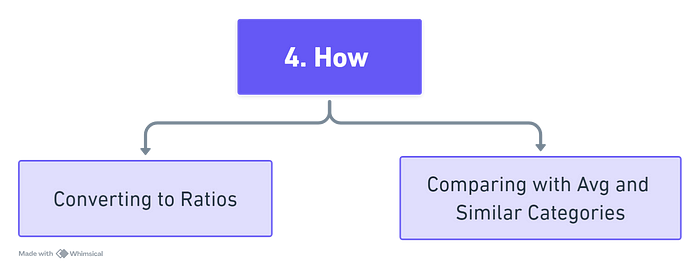 4. How
Converting to Ratios
Comparing with Avg and
Similar Categories
Made with Whimsical